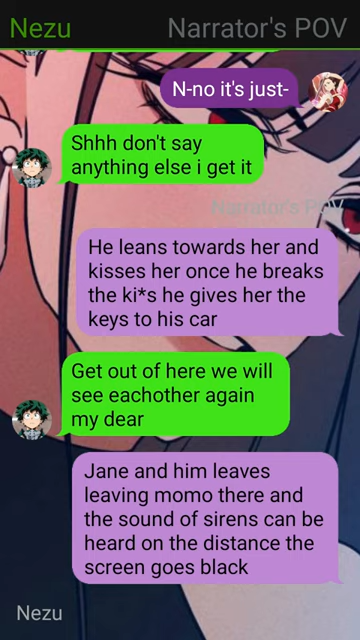 Nezu Narrator's POV
N-no it's just-
Shhh don't say
anything else i get it
Narrator's POV
He leans towards her and
kisses her once he breaks
the ki*s he gives her the
keys to his car
Get out of here we will
see eachother again
my dear
Jane and him leaves
leaving momo there and
the sound of sirens can be
heard on the distance the
screen goes black
Nezu